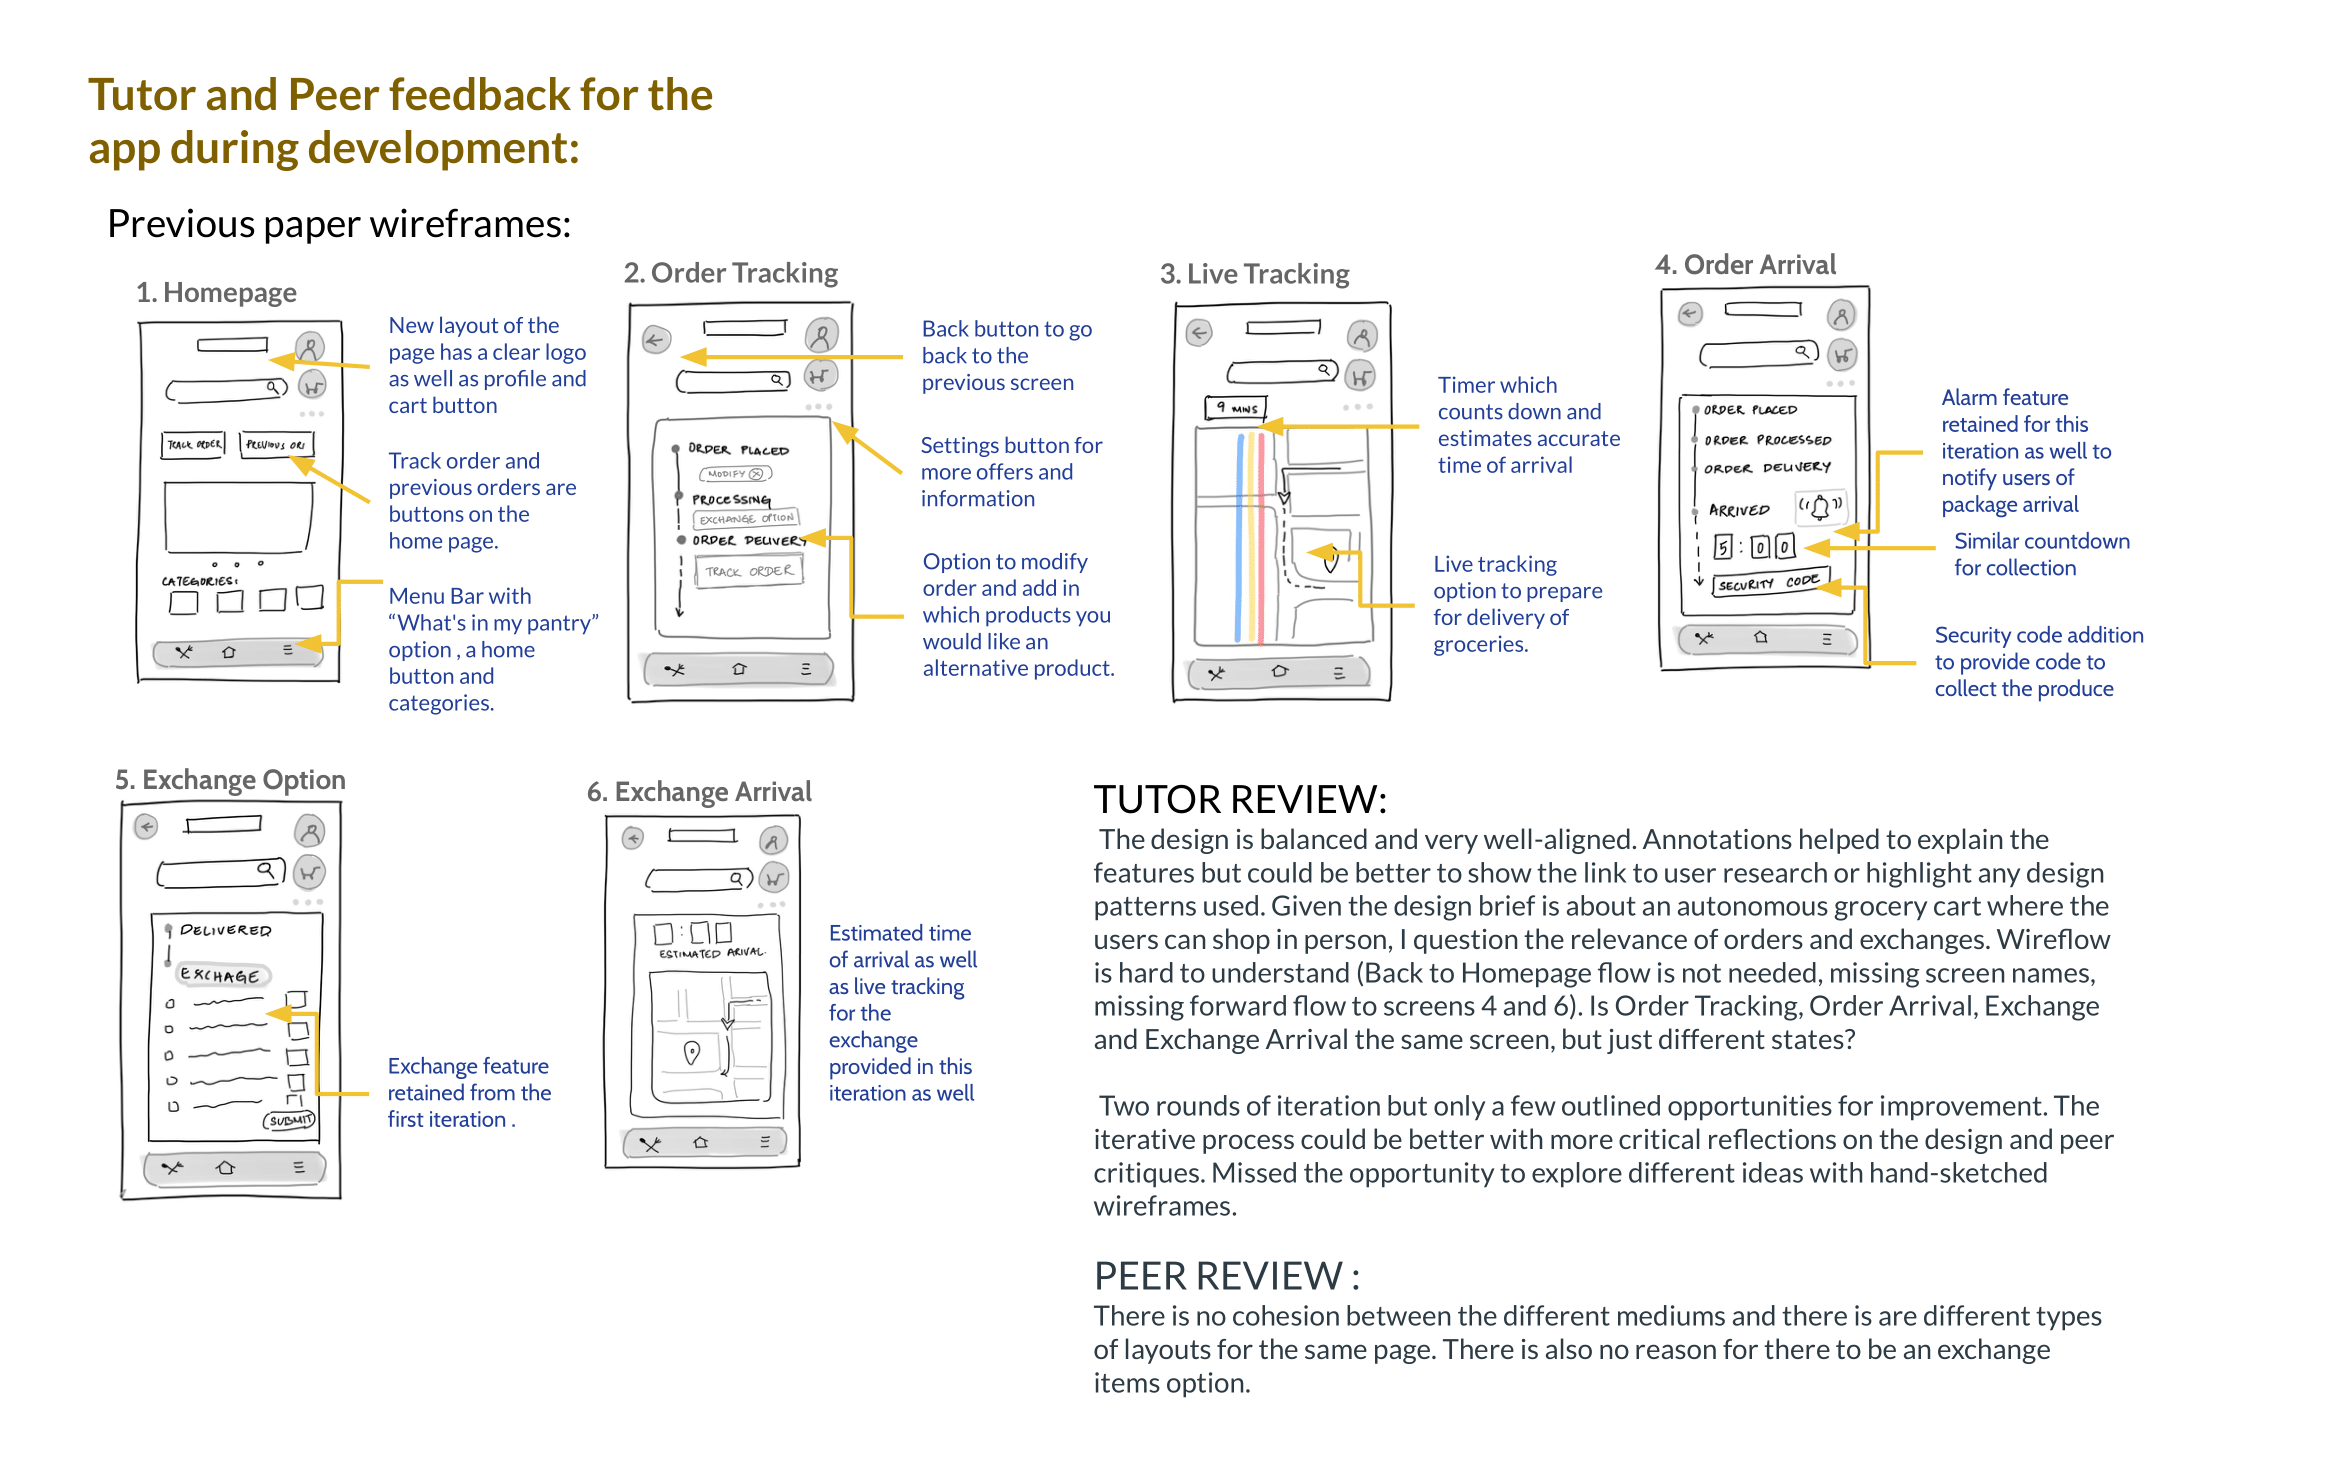 Tutor and Peer feedback for the
app during development:
Previous paper wireframes:
1. Homepage
TRACK ORDER
PREVIOUS ORS
CATEGORIES:
New layout of the
page has a clear logo
as well as profile and
cart button
Track order and
previous orders are
buttons on the
home page.
Menu Bar with
“What's in my pantry”
option , a home
button and
categories.
2. Order Tracking
ORDER PLACED
MODIFY
PROCESSING
EXCHANGE OPTION
ORDER DELIVERY
TRACK ORDER
Back button to go
back to the
previous screen
Settings button for
more offers and
information
Option to modify
order and add in
which products you
would like an
alternative product.
3. Live Tracking
9 MINS
Timer which
counts down and
estimates accurate
time of arrival
Live tracking
option to prepare
for delivery of
groceries.
4. Order Arrival
ORDER PLACED
ORDER PROCESSED
ORDER DELIVERY
ARRIVED
5:00
SECURITY CODE
Alarm feature
retained for this
iteration as well to
notify users of
package arrival
Similar countdown
for collection
Security code addition
to provide code to
collect the produce
5. Exchange Option
DELIVERED
EXCHAGE
SUBMIT
Exchange feature
retained from the
first iteration .
6. Exchange Arrival
ESTIMATED ARIVAL.
Estimated time
of arrival as well
as live tracking
for the
exchange
provided in this
iteration as well
TUTOR REVIEW:
The design is balanced and very well-aligned. Annotations helped to explain the
features but could be better to show the link to user research or highlight any design
patterns used. Given the design brief is about an autonomous grocery cart where the
users can shop in person, I question the relevance of orders and exchanges. Wireflow
is hard to understand (Back to Homepage flow is not needed, missing screen names,
missing forward flow to screens 4 and 6). Is Order Tracking, Order Arrival, Exchange
and Exchange Arrival the same screen, but just different states?
Two rounds of iteration but only a few outlined opportunities for improvement. The
iterative process could be better with more critical reflections on the design and peer
critiques. Missed the opportunity to explore different ideas with hand-sketched
wireframes.
PEER REVIEW :
There is no cohesion between the different mediums and there is are different types
of layouts for the same page. There is also no reason for there to be an exchange
items option.